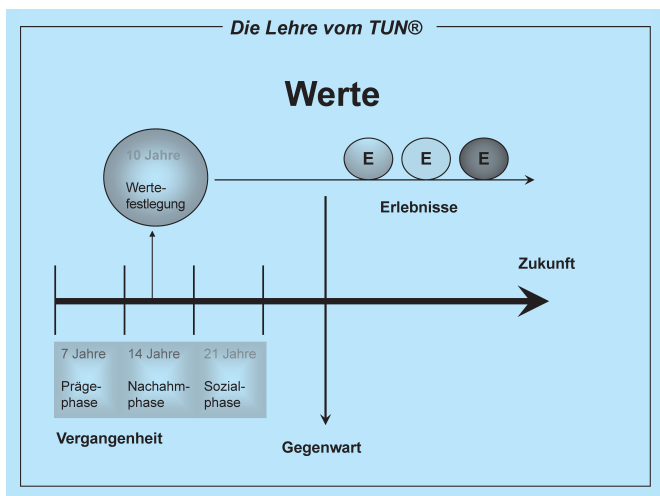 Die Lehre vom TUN®
Werte
10 Jahre
Werte-
festlegung
E E E
Erlebnisse
Zukunft
7 Jahre
Präge-
phase
14 Jahre
Nachahm-
phase
21 Jahre
Sozial-
phase
Vergangenheit
Gegenwart